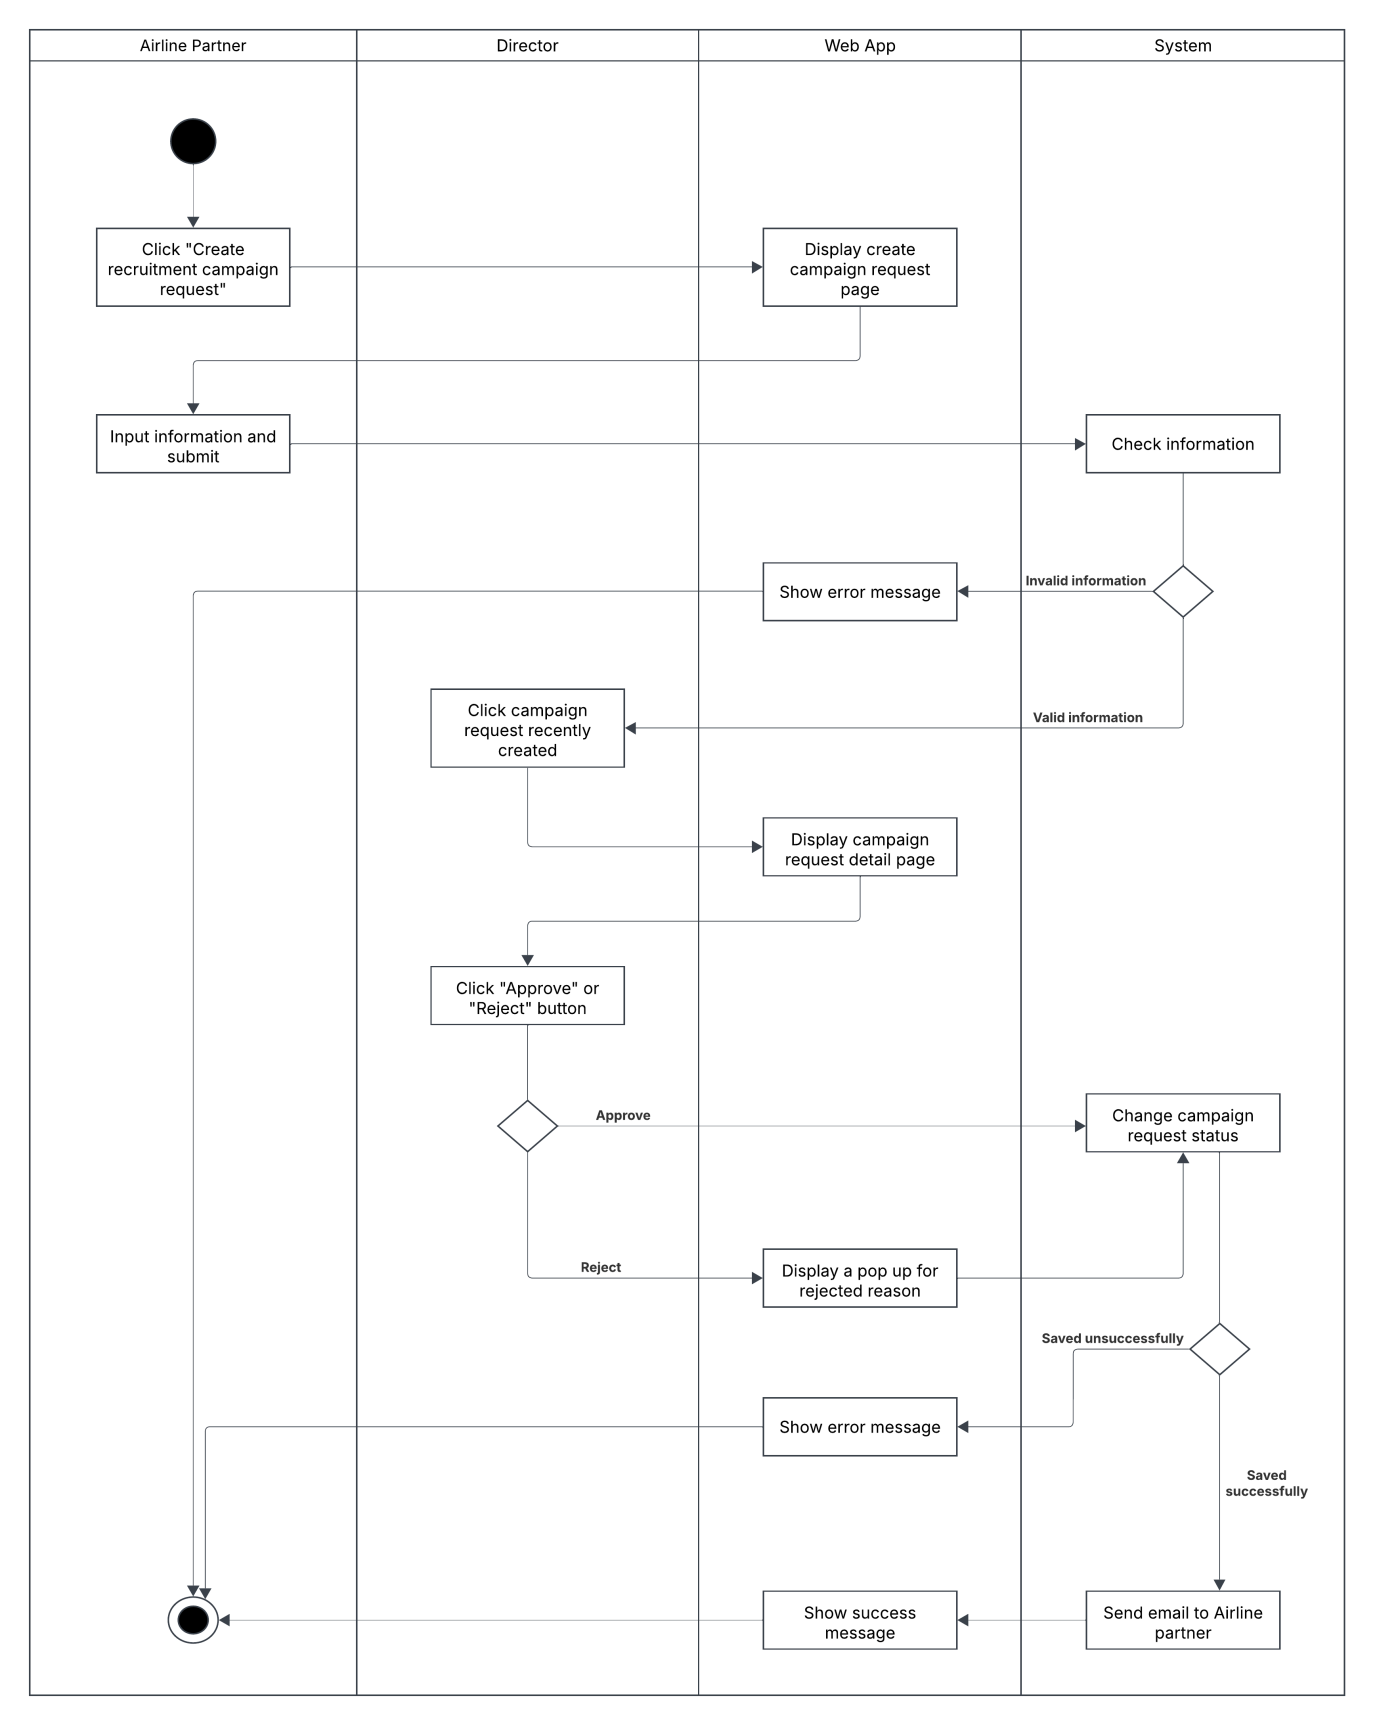 Airline Partner
Director
Web App
System
Click "Create
recruitment campaign
request"
Display create
campaign request
page
Input information and
submit
Check information
Invalid information
Show error message
Valid information
Click campaign
request recently
created
Display campaign
request detail page
Click "Approve" or
"Reject" button
Approve
Change campaign
request status
Reject
Display a pop up for
rejected reason
Saved unsuccessfully
Show error message
Saved
successfully
Show success
message
Send email to Airline
partner